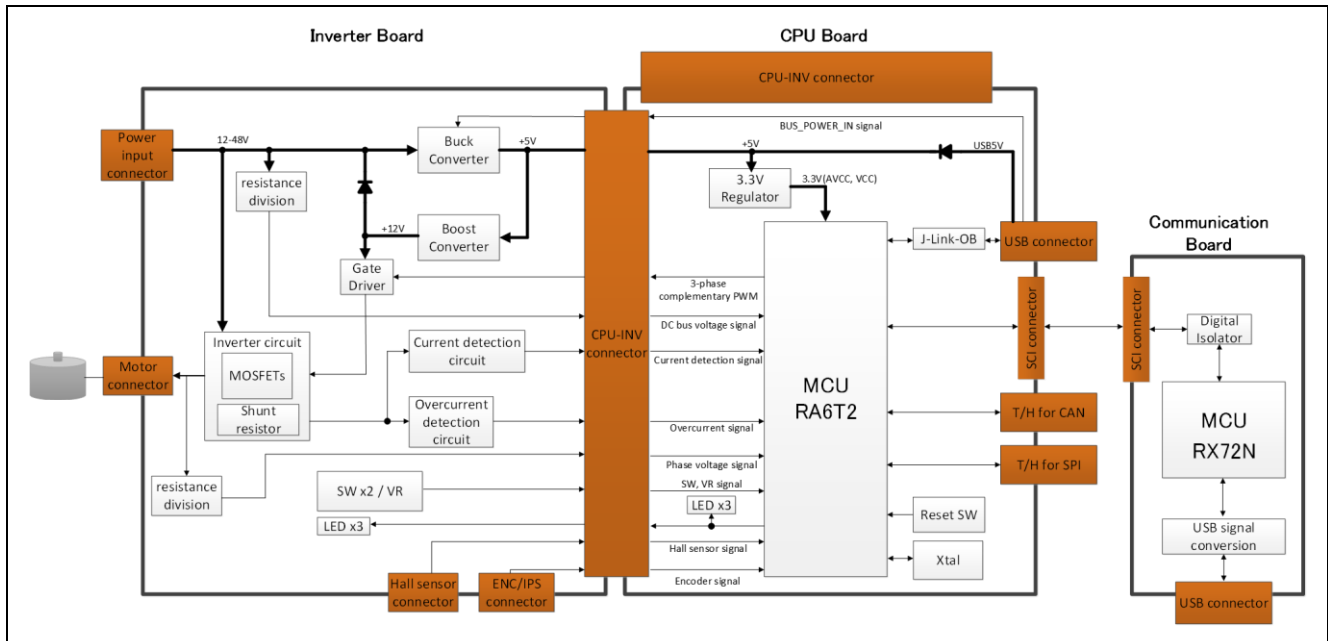 Inverter Board
CPU Board
CPU-INV connector
Power
input
connector
12-48V
Buck
Converter
+5V
BUS_POWER_IN signal
+5V
USB5V
resistance
division
3.3V
Regulator
3.3V(AVCC, VCC)
+12V
Boost
Converter
Gate
Driver
J-Link-OB
USB connector
Communication
Board
3-phase
complementary PWM
DC bus voltage signal
CPU-INV
connector
SCI connector
SCI connector
Digital
Isolator
Inverter circuit
MOSFETs
Shunt
resistor
Current detection
circuit
Current detection signal
Motor
connector
MCU
RA6T2
Overcurrent
detection
circuit
Overcurrent signal
T/H for CAN
MCU
RX72N
Phase voltage signal
T/H for SPI
resistance
division
SW x2 / VR
SW, VR signal
LED x3
LED x3
Reset SW
USB signal
conversion
Hall sensor signal
Xtal
Hall sensor
connector
ENC/IPS
connector
Encoder signal
USB connector